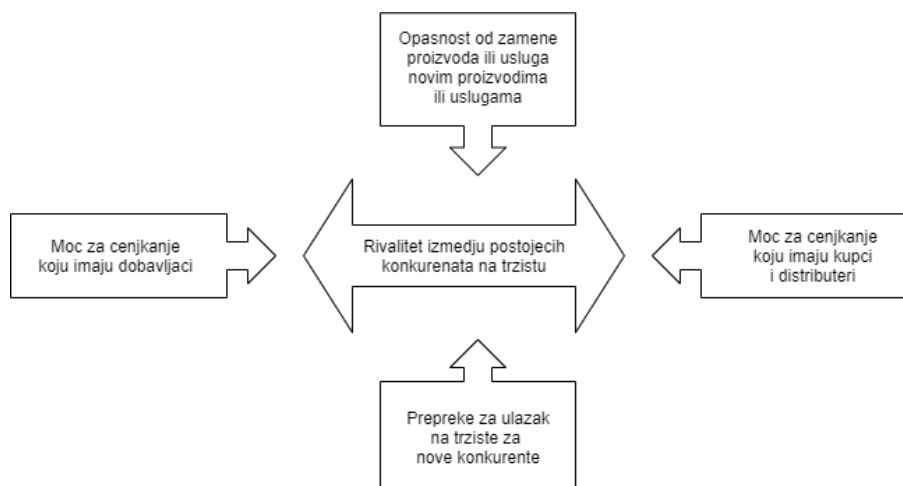 Opasnost od zamene
proizvoda ili usluga
novim proizvodima
ili uslugama
Moc za cenjkanje
koju imaju dobavljaci
Rivalitet izmedju postojecih
konkurenata na trzistu
Moc za cenjkanje
koju imaju kupci
i distributeri
Prepreke za ulazak
na trziste za
nove konkurente